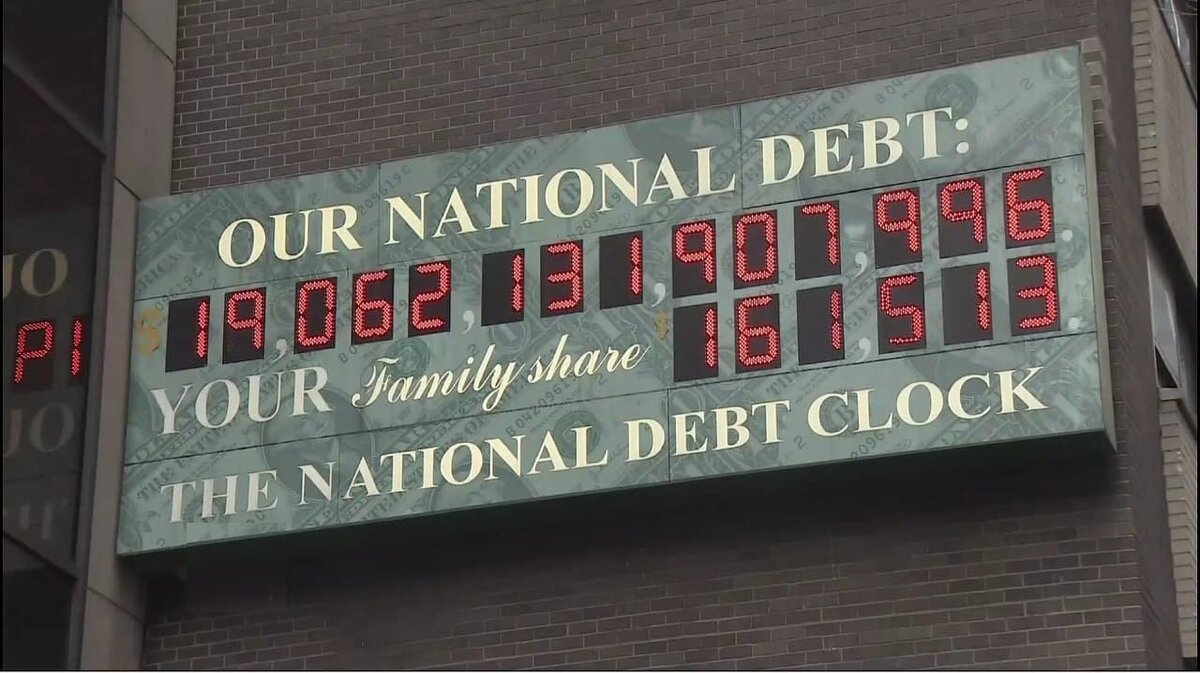 OUR NATIONAL DEBT:
$19,062,131,907,996.
YOUR Family share $161,513.
THE NATIONAL DEBT CLOCK